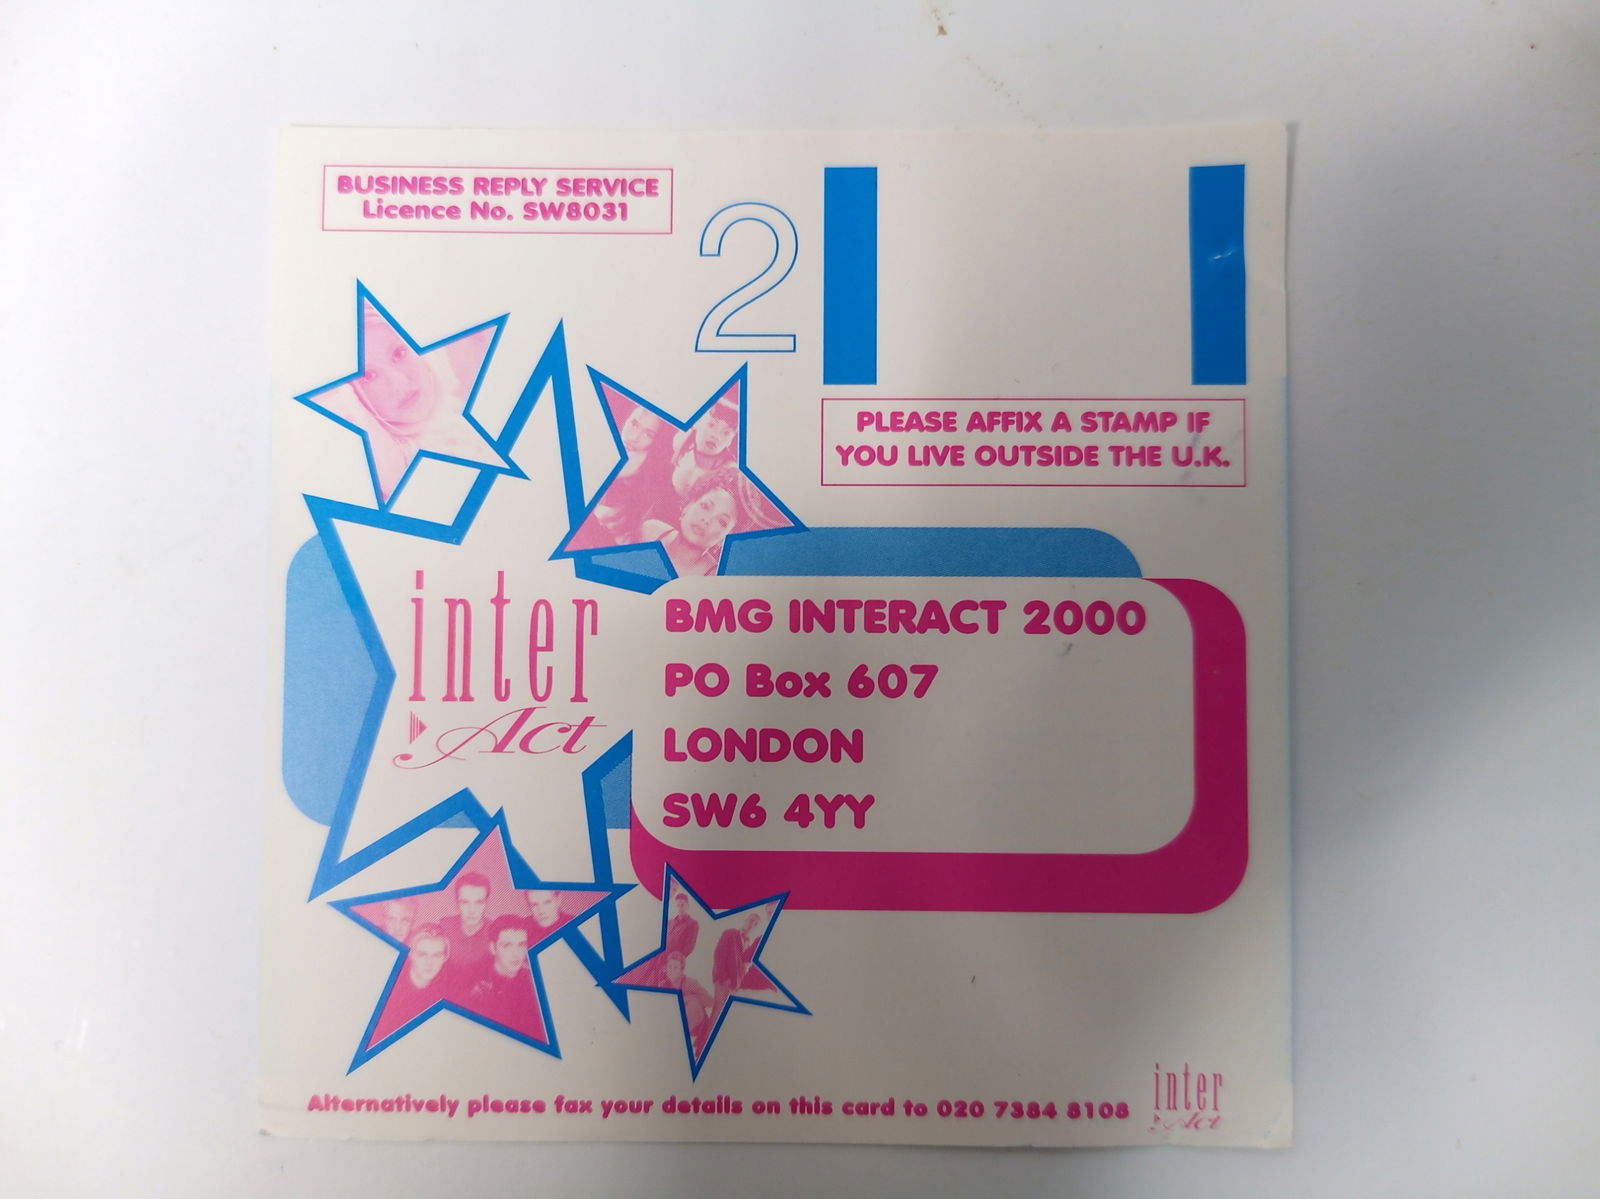 BUSINESS REPLY SERVICE
Licence No. SW8031
2
PLEASE AFFIX A STAMP IF
YOU LIVE OUTSIDE THE U.K.
inter
Act
BMG INTERACT 2000
PO Box 607
LONDON
SW6 4YY
Alternatively please fax your details on this card to 020 7384 8108
inter
Act